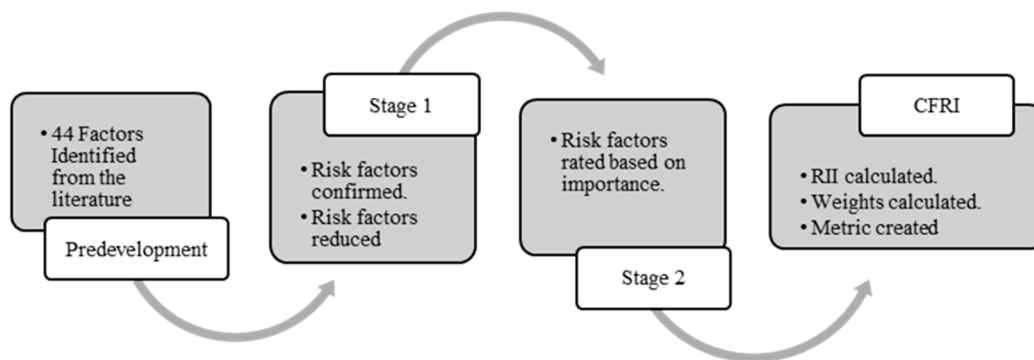 • 44 Factors
Identified
from the
literature
Predevelopment
Stage 1
• Risk factors
confirmed.
• Risk factors
reduced
• Risk factors
rated based on
importance.
Stage 2
CFRI
• RII calculated.
• Weights calculated.
• Metric created